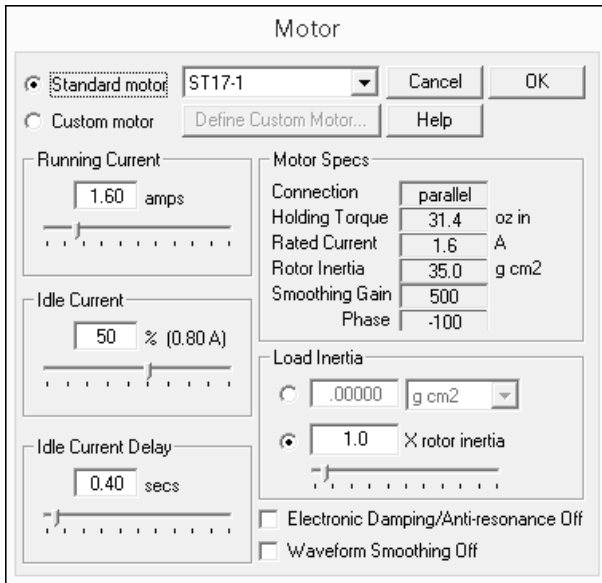 Motor
Standard motor ST17-1 Cancel OK
Custom motor Define Custom Motor... Help
Running Current
1.60 amps
Motor Specs
Connection parallel
Holding Torque 31.4 oz in
Rated Current 1.6 A
Rotor Inertia 35.0 g cm2
Smoothing Gain 500
Phase -100
Idle Current
50 % (0.80 A)
Load Inertia
.00000 g cm2
1.0 X rotor inertia
Idle Current Delay
0.40 secs
Electronic Damping/Anti-resonance Off
Waveform Smoothing Off